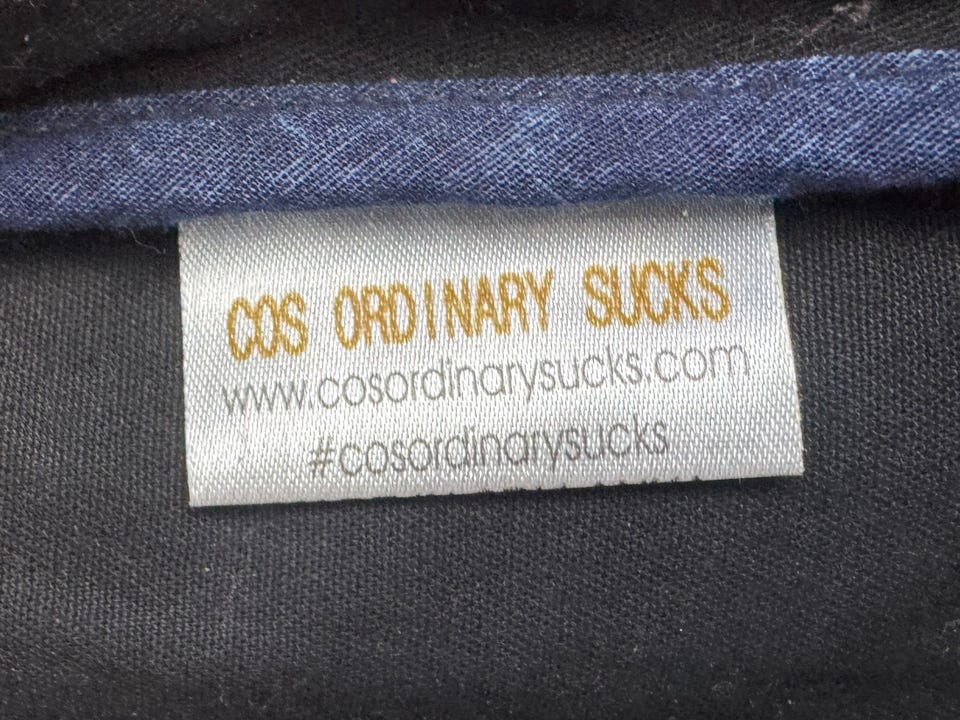 COS ORDINARY SUCKS
www.cosordinarysucks.com
#cosordinarysucks